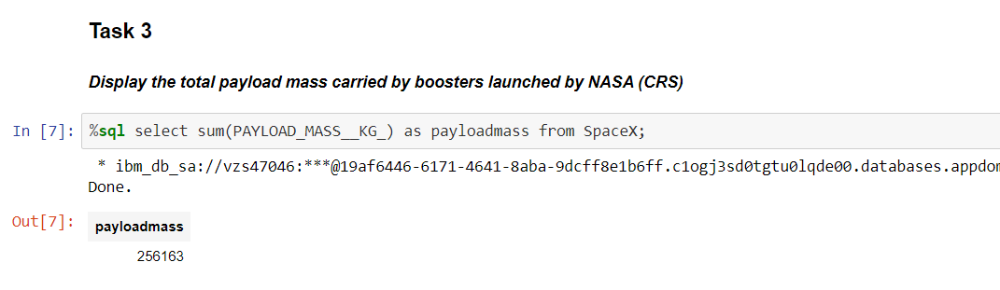 Task 3
Display the total payload mass carried by boosters launched by NASA (CRS)
In [7]: %sql select sum(PAYLOAD_MASS__KG_) as payloadmass from SpaceX;
* ibm_db_sa://vzs47046:***@19af6446-6171-4641-8aba-9dcff8e1b6ff.c1ogj3sd0tgtu0lqde00.databases.appdom
Done.
Out[7]: payloadmass
256163